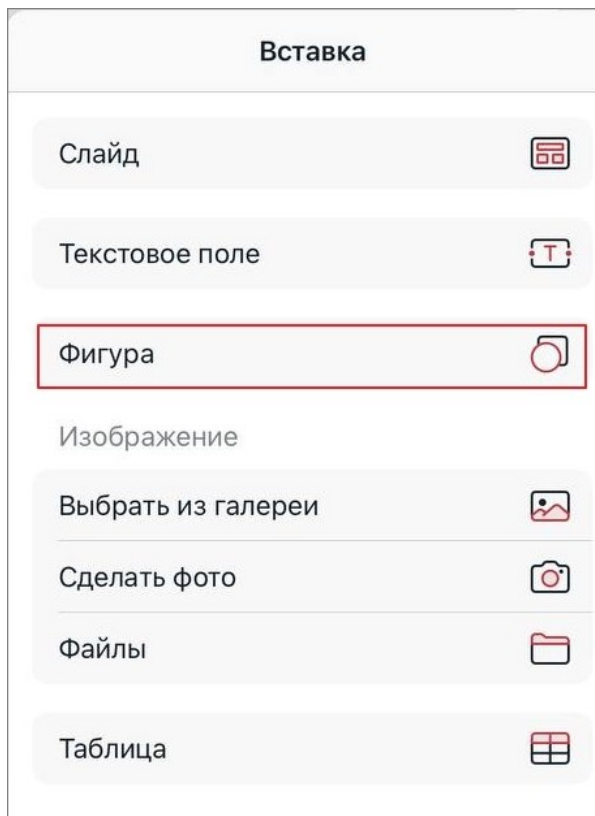 Вставка
Слайд
Текстовое поле
Фигура
Изображение
Выбрать из галереи
Сделать фото
Файлы
Таблица